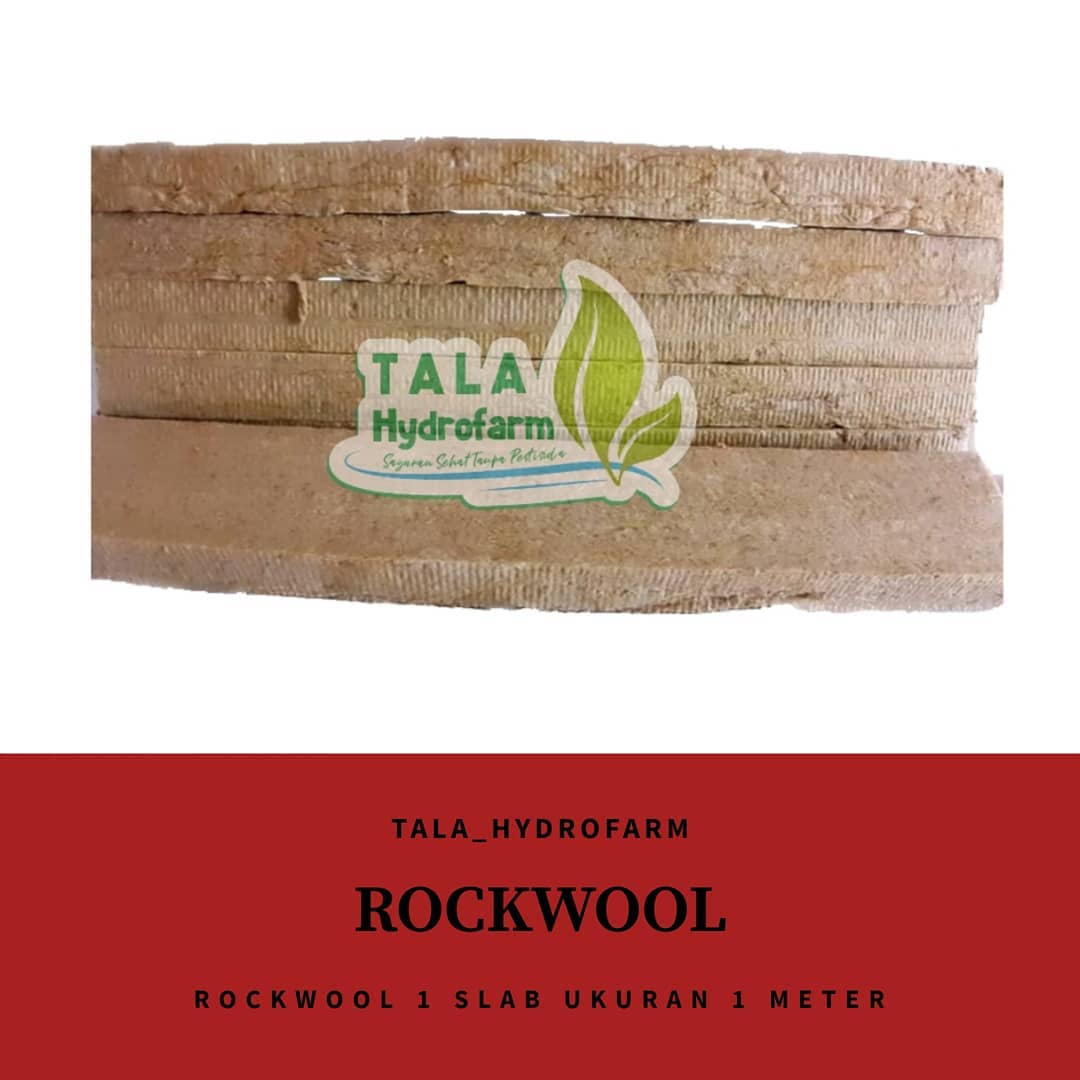 TALA
Hydrofarm
Sayuran Sehat Tanpa Pestisida
TALA_HYDROFARM
ROCKWOOL
ROCKWOOL 1 SLAB UKURAN 1 METER